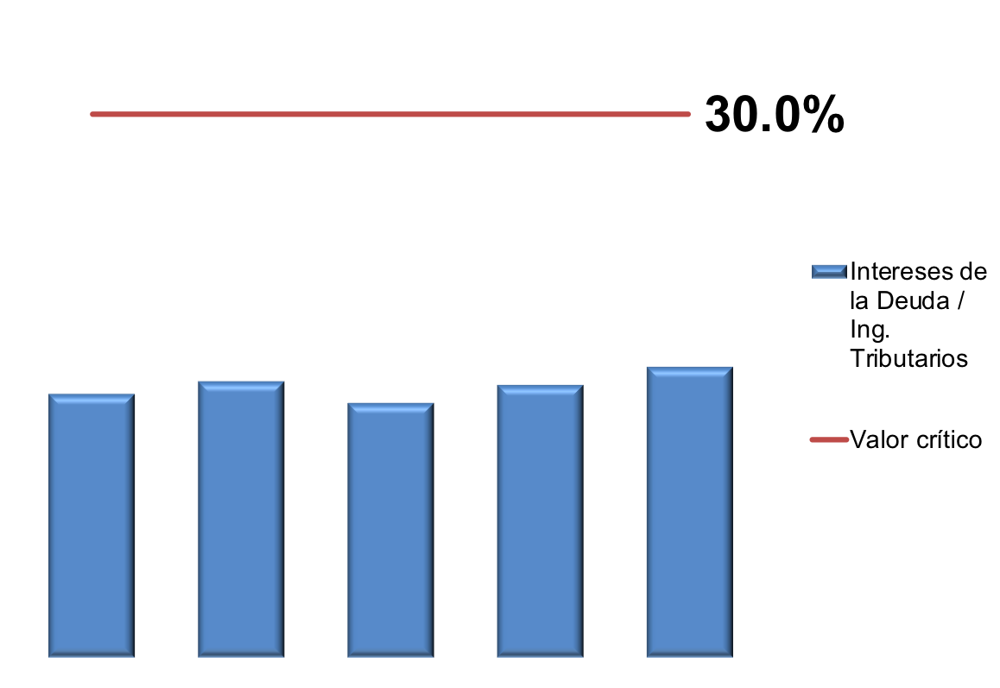 30.0%
Intereses de
la Deuda /
Ing.
Tributarios
Valor crítico